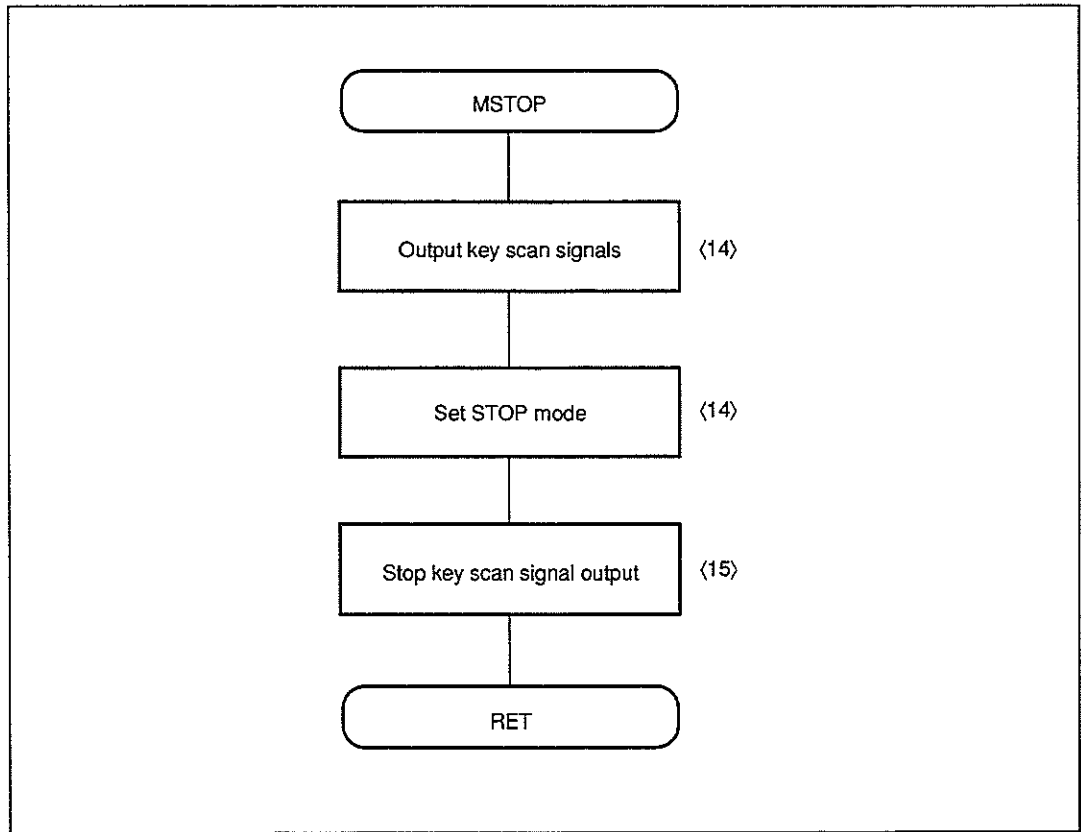 MSTOP
Output key scan signals 〈14〉
Set STOP mode 〈14〉
Stop key scan signal output 〈15〉
RET